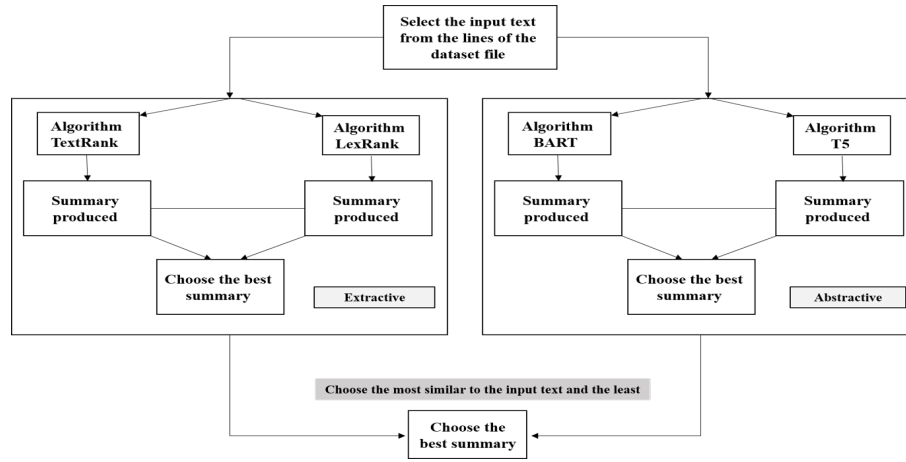 Select the input text
from the lines of the
dataset file
Algorithm
TextRank
Algorithm
LexRank
Summary
produced
Summary
produced
Choose the best
summary
Extractive
Algorithm
BART
Algorithm
T5
Summary
produced
Summary
produced
Choose the best
summary
Abstractive
Choose the most similar to the input text and the least
Choose the
best summary